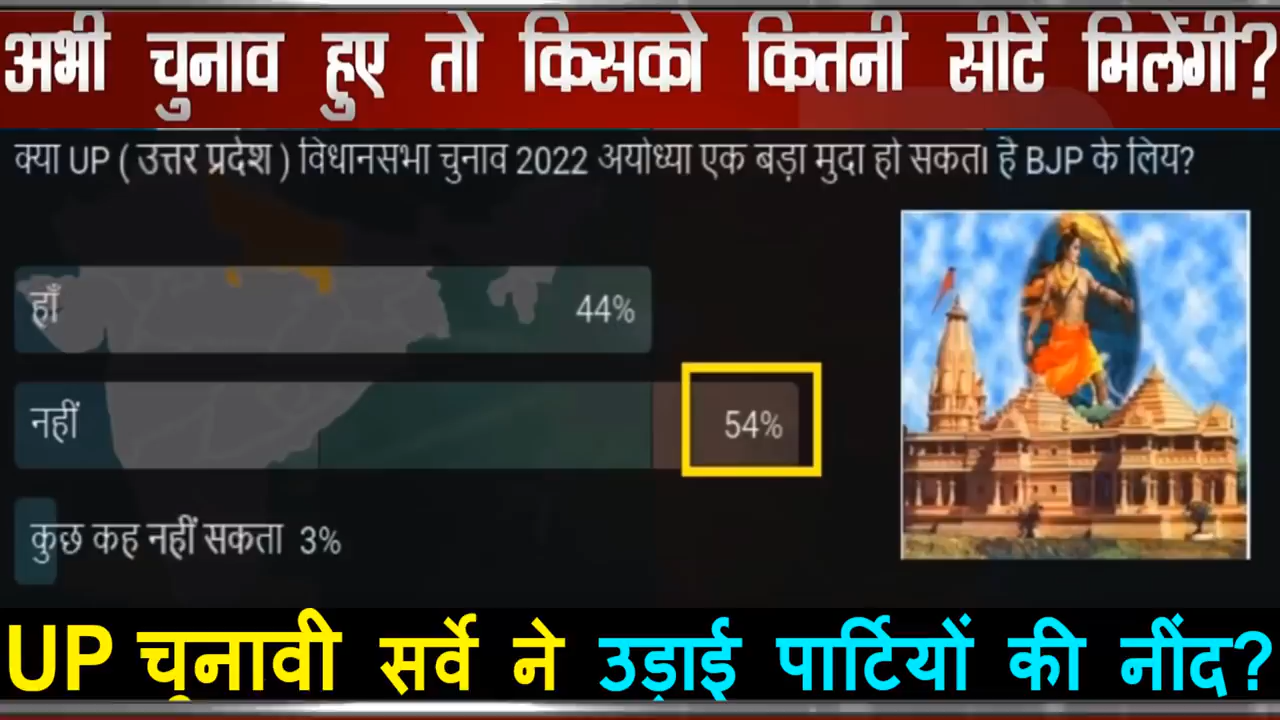 अभी चुनाव हुए तो किसको कितनी सीटें मिलेंगी?
क्या UP ( उत्तर प्रदेश ) विधानसभा चुनाव 2022 अयोध्या एक बड़ा मुदा हो सकता है BJP के लिय?
हाँ 44%
नहीं 54%
कुछ कह नहीं सकता 3%
UP चुनावी सर्वे ने उड़ाई पार्टियों की नींद?